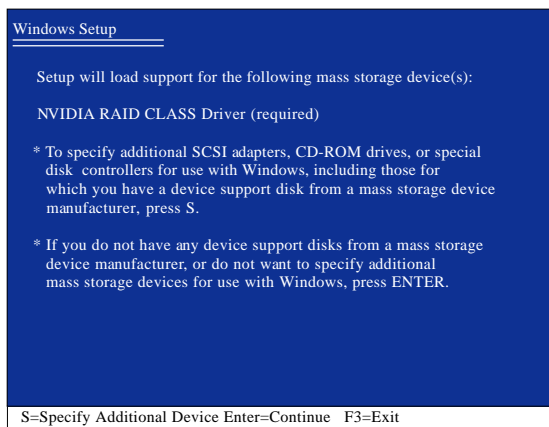 Windows Setup
Setup will load support for the following mass storage device(s):
NVIDIA RAID CLASS Driver (required)
* To specify additional SCSI adapters, CD-ROM drives, or special
disk controllers for use with Windows, including those for
which you have a device support disk from a mass storage device
manufacturer, press S.
* If you do not have any device support disks from a mass storage
device manufacturer, or do not want to specify additional
mass storage devices for use with Windows, press ENTER.
S=Specify Additional Device Enter=Continue F3=Exit